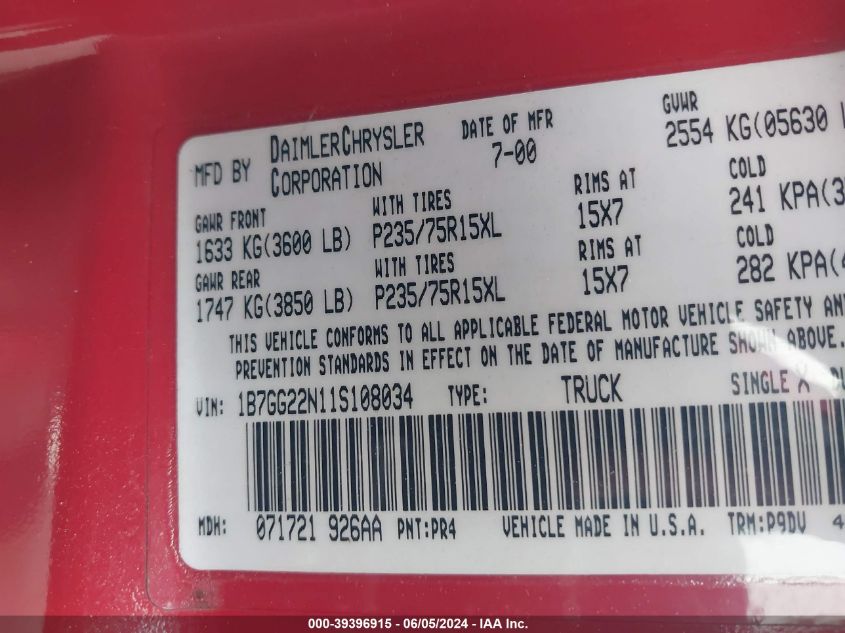 MFD BY DAIMLERCHRYSLER CORPORATION DATE OF MFR 7-00 GVWR 2554 KG(05630
GAWR FRONT WITH TIRES RIMS AT COLD
1633 KG(3600 LB) P235/75R15XL 15X7 241 KPA(3
GAWR REAR WITH TIRES RIMS AT COLD
1747 KG(3850 LB) P235/75R15XL 15X7 282 KPA(4
THIS VEHICLE CONFORMS TO ALL APPLICABLE FEDERAL MOTOR VEHICLE SAFETY AND
PREVENTION STANDARDS IN EFFECT ON THE DATE OF MANUFACTURE SHOWN ABOVE.
VIN: 1B7GG22N11S108034 TYPE: TRUCK SINGLE X
MDH: 071721 926AA PNT:PR4 VEHICLE MADE IN U.S.A. TRM:P9DV 4
000-39396915 - 06/05/2024 - IAA Inc.